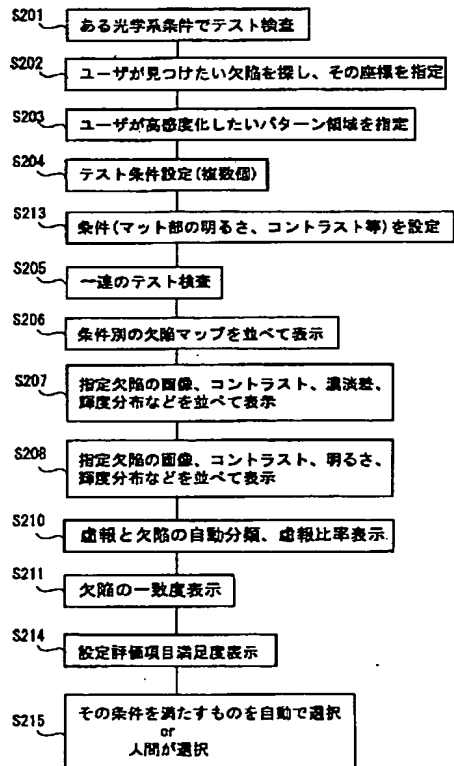 S201
ある光学系条件でテスト検査
S202
ユーザが見つけたい欠陥を探し、その座標を指定
S203
ユーザが高感度化したいパターン領域を指定
S204
テスト条件設定(複数個)
S213
条件(マット部の明るさ、コントラスト等)を設定
S205
一連のテスト検査
S206
条件別の欠陥マップを並べて表示
S207
指定欠陥の画像、コントラスト、濃淡差、
輝度分布などを並べて表示
S208
指定欠陥の画像、コントラスト、明るさ、
輝度分布などを並べて表示
S210
虚報と欠陥の自動分類、虚報比率表示
S211
欠陥の一致度表示
S214
設定評価項目満足度表示
S215
その条件を満たすものを自動で選択
or
人間が選択